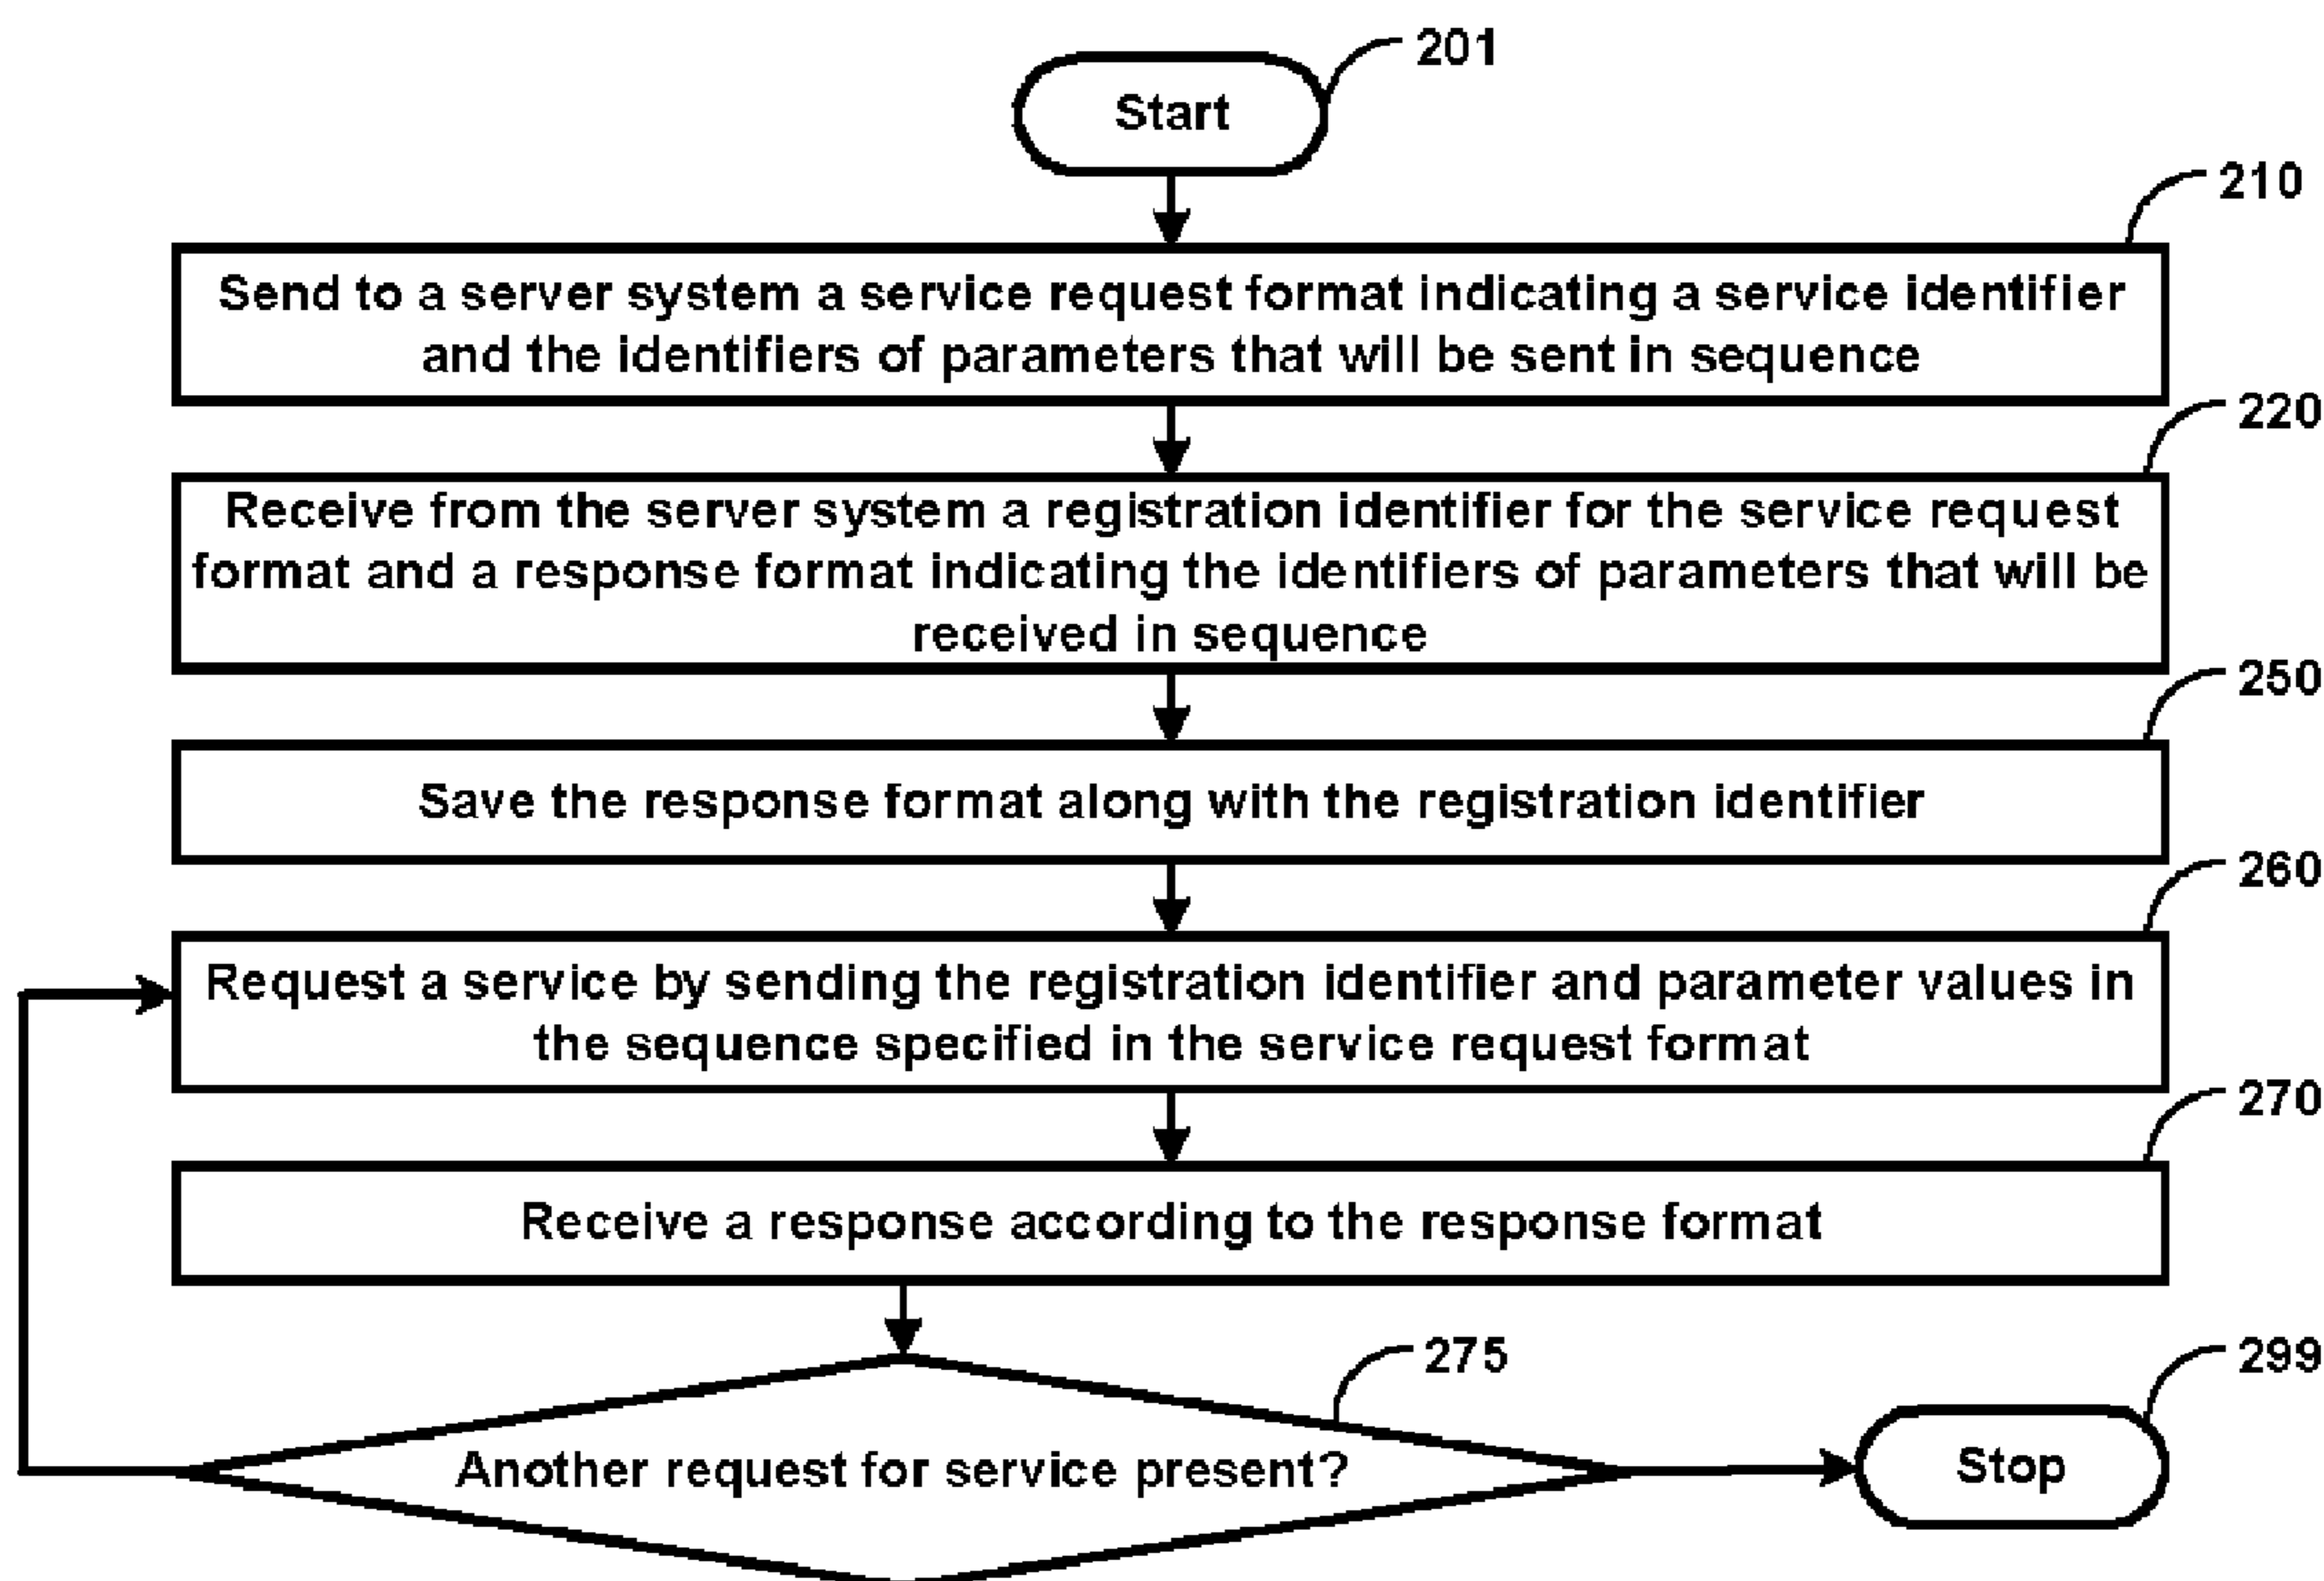 201
Start
210
Send to a server system a service request format indicating a service identifier
and the identifiers of parameters that will be sent in sequence
220
Receive from the server system a registration identifier for the service request
format and a response format indicating the identifiers of parameters that will be
received in sequence
250
Save the response format along with the registration identifier
260
Request a service by sending the registration identifier and parameter values in
the sequence specified in the service request format
270
Receive a response according to the response format
275
299
Another request for service present?
Stop